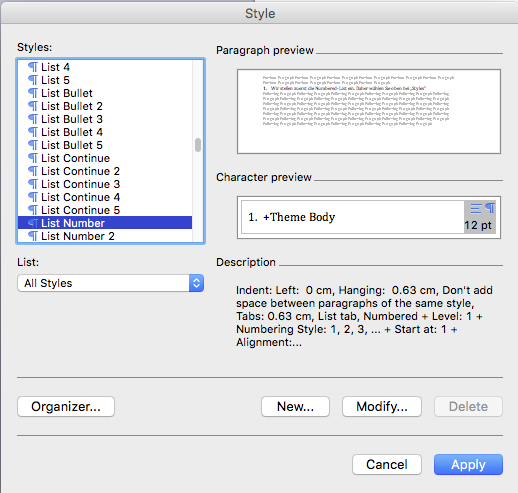 Style
Styles:
List 4
List 5
List Bullet
List Bullet 2
List Bullet 3
List Bullet 4
List Bullet 5
List Continue
List Continue 2
List Continue 3
List Continue 4
List Continue 5
List Number
List Number 2
List:
All Styles
Paragraph preview
1. Wir stellen zuerst die Numbered-List ein. Daher wählen Sie oben bei „Styles"
Character preview
1. +Theme Body
12 pt
Description
Indent: Left: 0 cm, Hanging: 0.63 cm, Don't add
space between paragraphs of the same style,
Tabs: 0.63 cm, List tab, Numbered + Level: 1 +
Numbering Style: 1, 2, 3, ... + Start at: 1 +
Alignment:...
Organizer...
New...
Modify...
Delete
Cancel
Apply